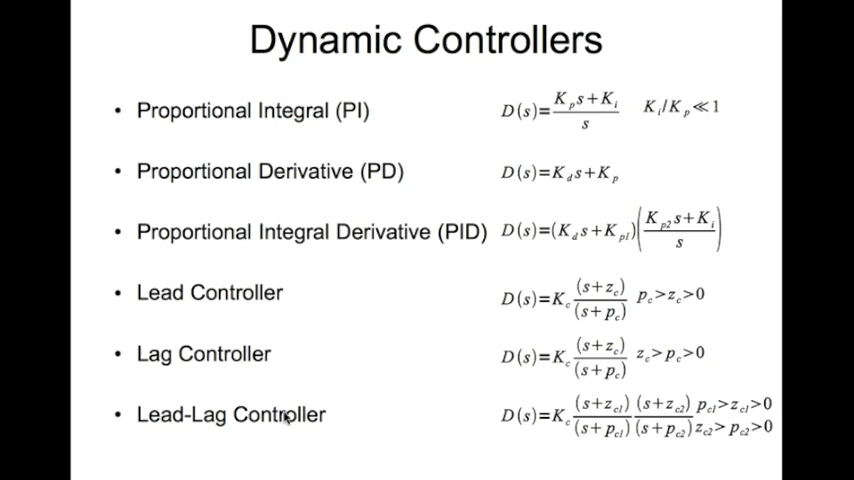 Dynamic Controllers
• Proportional Integral (PI) D(s)=(K_p s+K_i)/s K_i/K_p≪1
• Proportional Derivative (PD) D(s)=K_d s+K_p
• Proportional Integral Derivative (PID) D(s)=(K_d s+K_p1)((K_p2 s+K_i)/s)
• Lead Controller D(s)=K_c (s+z_c)/(s+p_c) p_c>z_c>0
• Lag Controller D(s)=K_c (s+z_c)/(s+p_c) z_c>p_c>0
• Lead-Lag Controller D(s)=K_c (s+z_c1)/(s+p_c1) (s+z_c2)/(s+p_c2) p_c1>z_c1>0 z_c2>p_c2>0